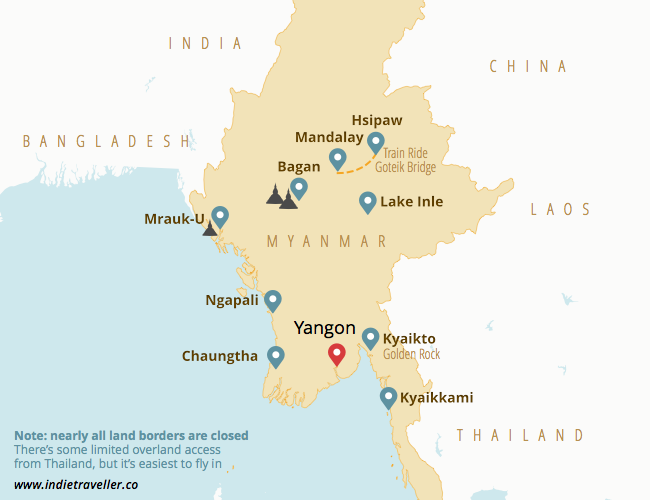 INDIA
CHINA
Hsipaw
Mandalay
BANGLADESH
Train Ride
Goteik Bridge
Bagan
Lake Inle
LAOS
Mrauk-U
MYANMAR
Ngapali
Yangon
Kyaikto
Golden Rock
Chaungtha
Kyaikkami
THAILAND
Note: nearly all land borders are closed
There's some limited overland access
from Thailand, but it's easiest to fly in
www.indietraveller.co